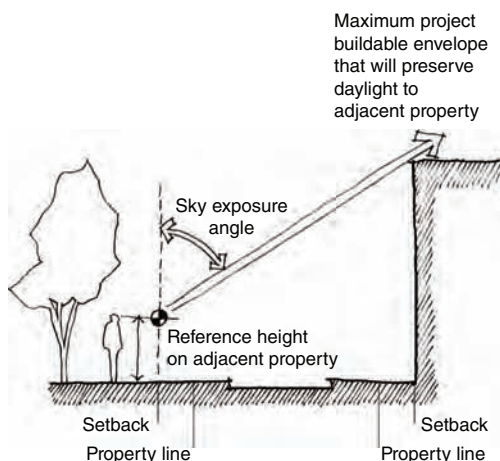 Maximum project
buildable envelope
that will preserve
daylight to
adjacent property
Sky exposure
angle
Reference height
on adjacent property
Setback
Setback
Property line
Property line